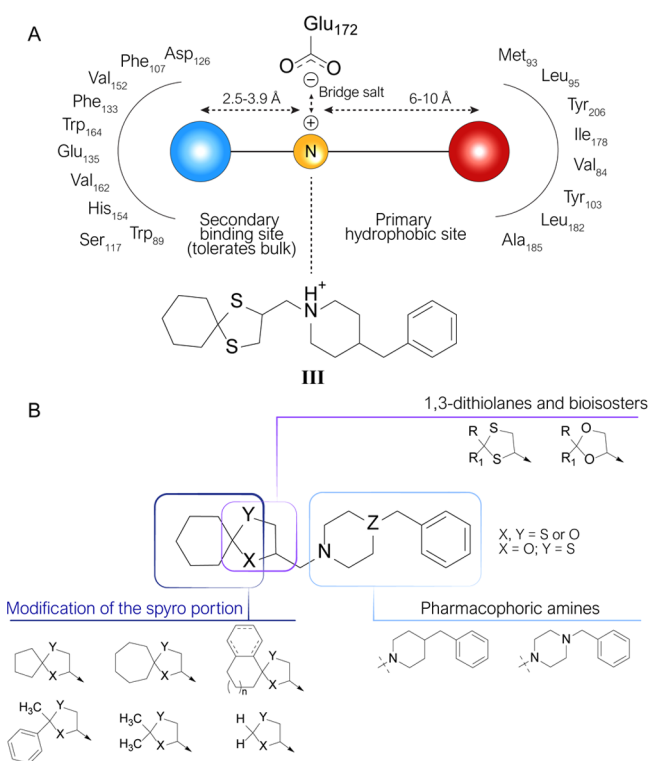 A
Glu172
O O
−
Bridge salt
2.5-3.9 Å
6-10 Å
+
N
Asp126
Phe107
Val152
Phe133
Trp164
Glu135
Val162
His154
Trp89
Ser117
Met93
Leu95
Tyr206
Ile178
Val84
Tyr103
Leu182
Ala185
Secondary
binding site
(tolerates bulk)
Primary
hydrophobic site
S
S
H+
N
III
B
1,3-dithiolanes and bioisosters
R S
R1 S
R O
R1 O
Y
X
N
Z
X, Y = S or O
X = O; Y = S
Modification of the spyro portion
Pharmacophoric amines
Y
X
Y
X
Y
X
n
N
N
N
H3C Y
X
H3C Y
H3C X
H Y
H X